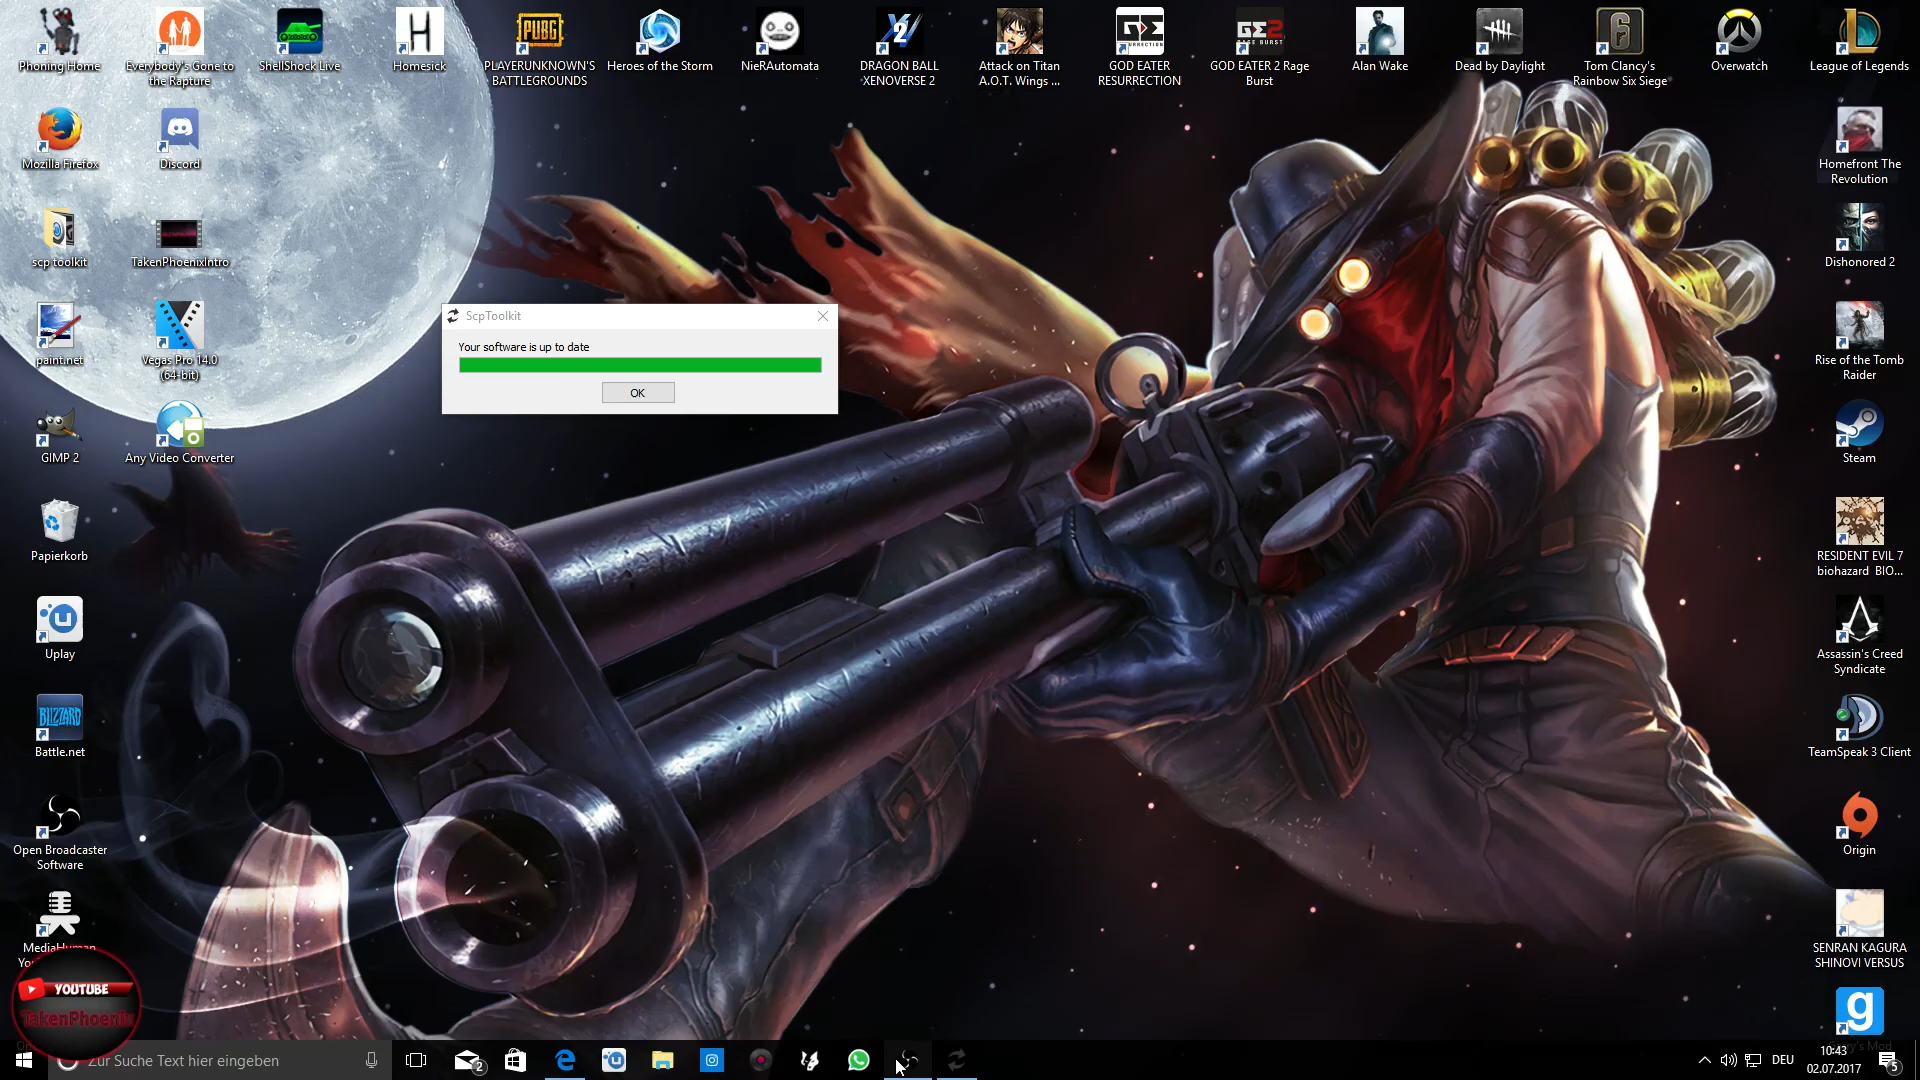 Phoning Home
Everybody's Gone to
the Rapture
ShellShock Live
Homesick
PUBG
PLAYERUNKNOWN'S
BATTLEGROUNDS
Heroes of the Storm
NieRAutomata
DRAGON BALL
XENOVERSE 2
Attack on Titan
A.O.T. Wings ...
GOD EATER
RESURRECTION
GOD EATER 2 Rage
Burst
Alan Wake
Dead by Daylight
Tom Clancy's
Rainbow Six Siege
Overwatch
League of Legends
Mozilla Firefox
Discord
Homefront The
Revolution
scp toolkit
TakenPhoenixIntro
Dishonored 2
ScpToolkit
Your software is up to date
OK
paint.net
Vegas Pro 14.0
(64-bit)
Rise of the Tomb
Raider
GIMP 2
Any Video Converter
Steam
Papierkorb
RESIDENT EVIL 7
biohazard BIO...
Uplay
Assassin's Creed
Syndicate
BLIZZARD
Battle.net
TeamSpeak 3 Client
Open Broadcaster
Software
Origin
MediaHuman
SENRAN KAGURA
SHINOVI VERSUS
YOUTUBE
TakenPhoenix
Zur Suche Text hier eingeben
2
DEU
10:43
02.07.2017
5